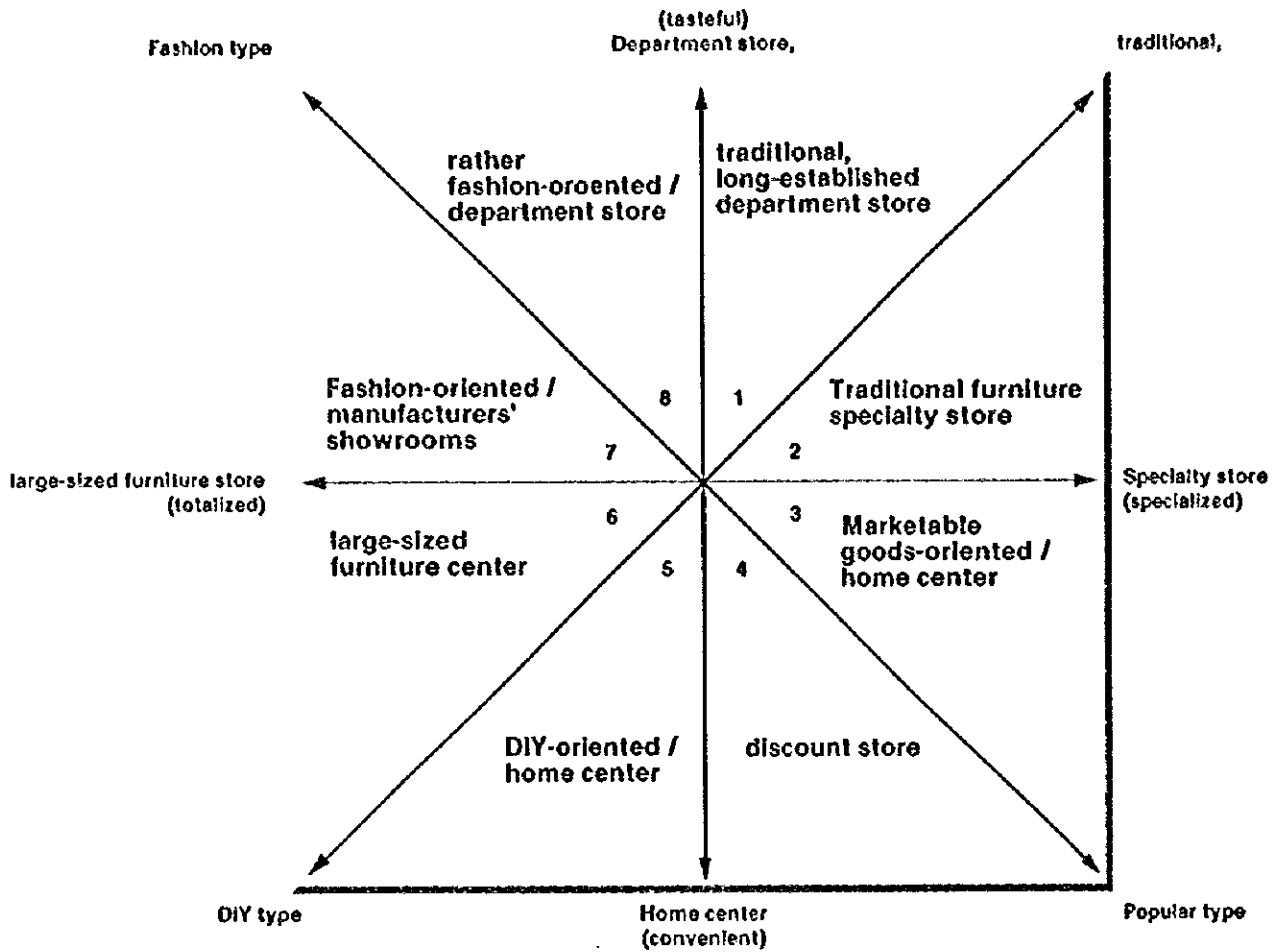 (tasteful)
Fashion type
Department store,
traditional,
rather
fashion-oroented /
department store
traditional,
long-established
department store
Fashion-oriented /
manufacturers'
showrooms
8
1
Traditional furniture
specialty store
7
2
large-sized furniture store
(totalized)
Specialty store
(specialized)
6
3
large-sized
furniture center
Marketable
goods-oriented /
home center
5
4
DIY-oriented /
home center
discount store
DIY type
Home center
(convenient)
Popular type